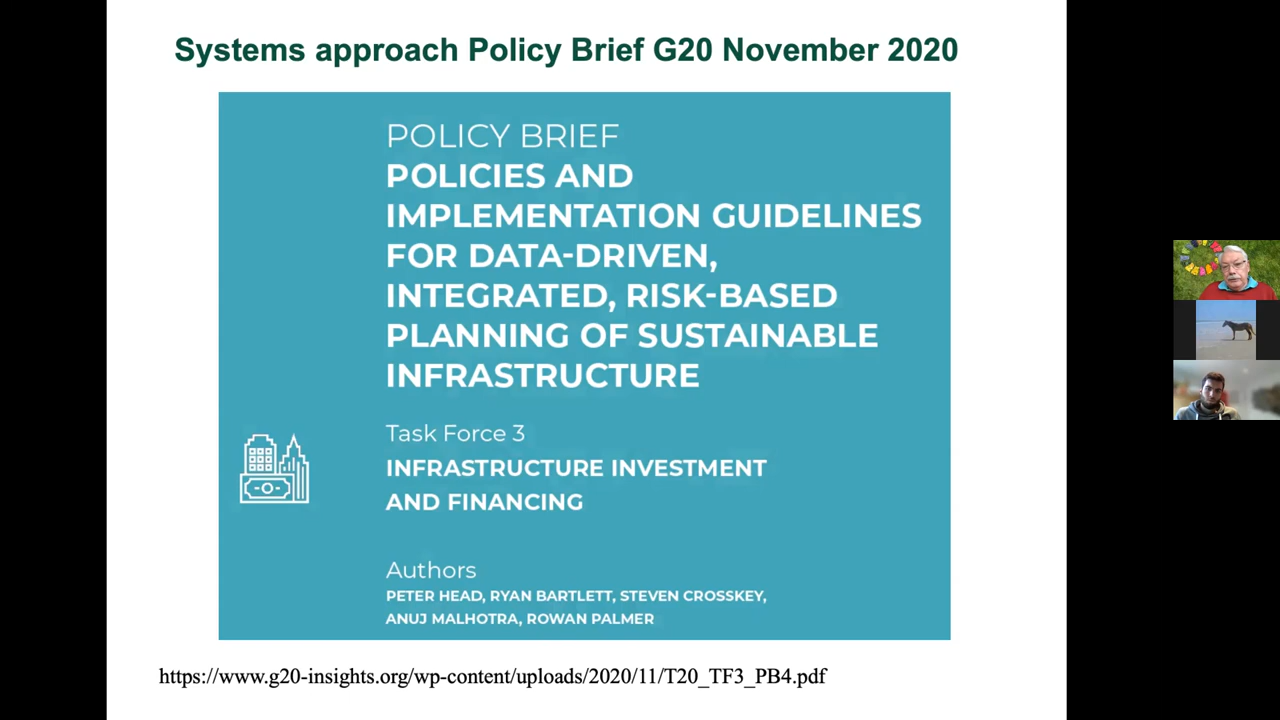 Systems approach Policy Brief G20 November 2020
POLICY BRIEF
POLICIES AND
IMPLEMENTATION GUIDELINES
FOR DATA-DRIVEN,
INTEGRATED, RISK-BASED
PLANNING OF SUSTAINABLE
INFRASTRUCTURE
Task Force 3
INFRASTRUCTURE INVESTMENT
AND FINANCING
Authors
PETER HEAD, RYAN BARTLETT, STEVEN CROSSKEY,
ANUJ MALHOTRA, ROWAN PALMER
https://www.g20-insights.org/wp-content/uploads/2020/11/T20_TF3_PB4.pdf